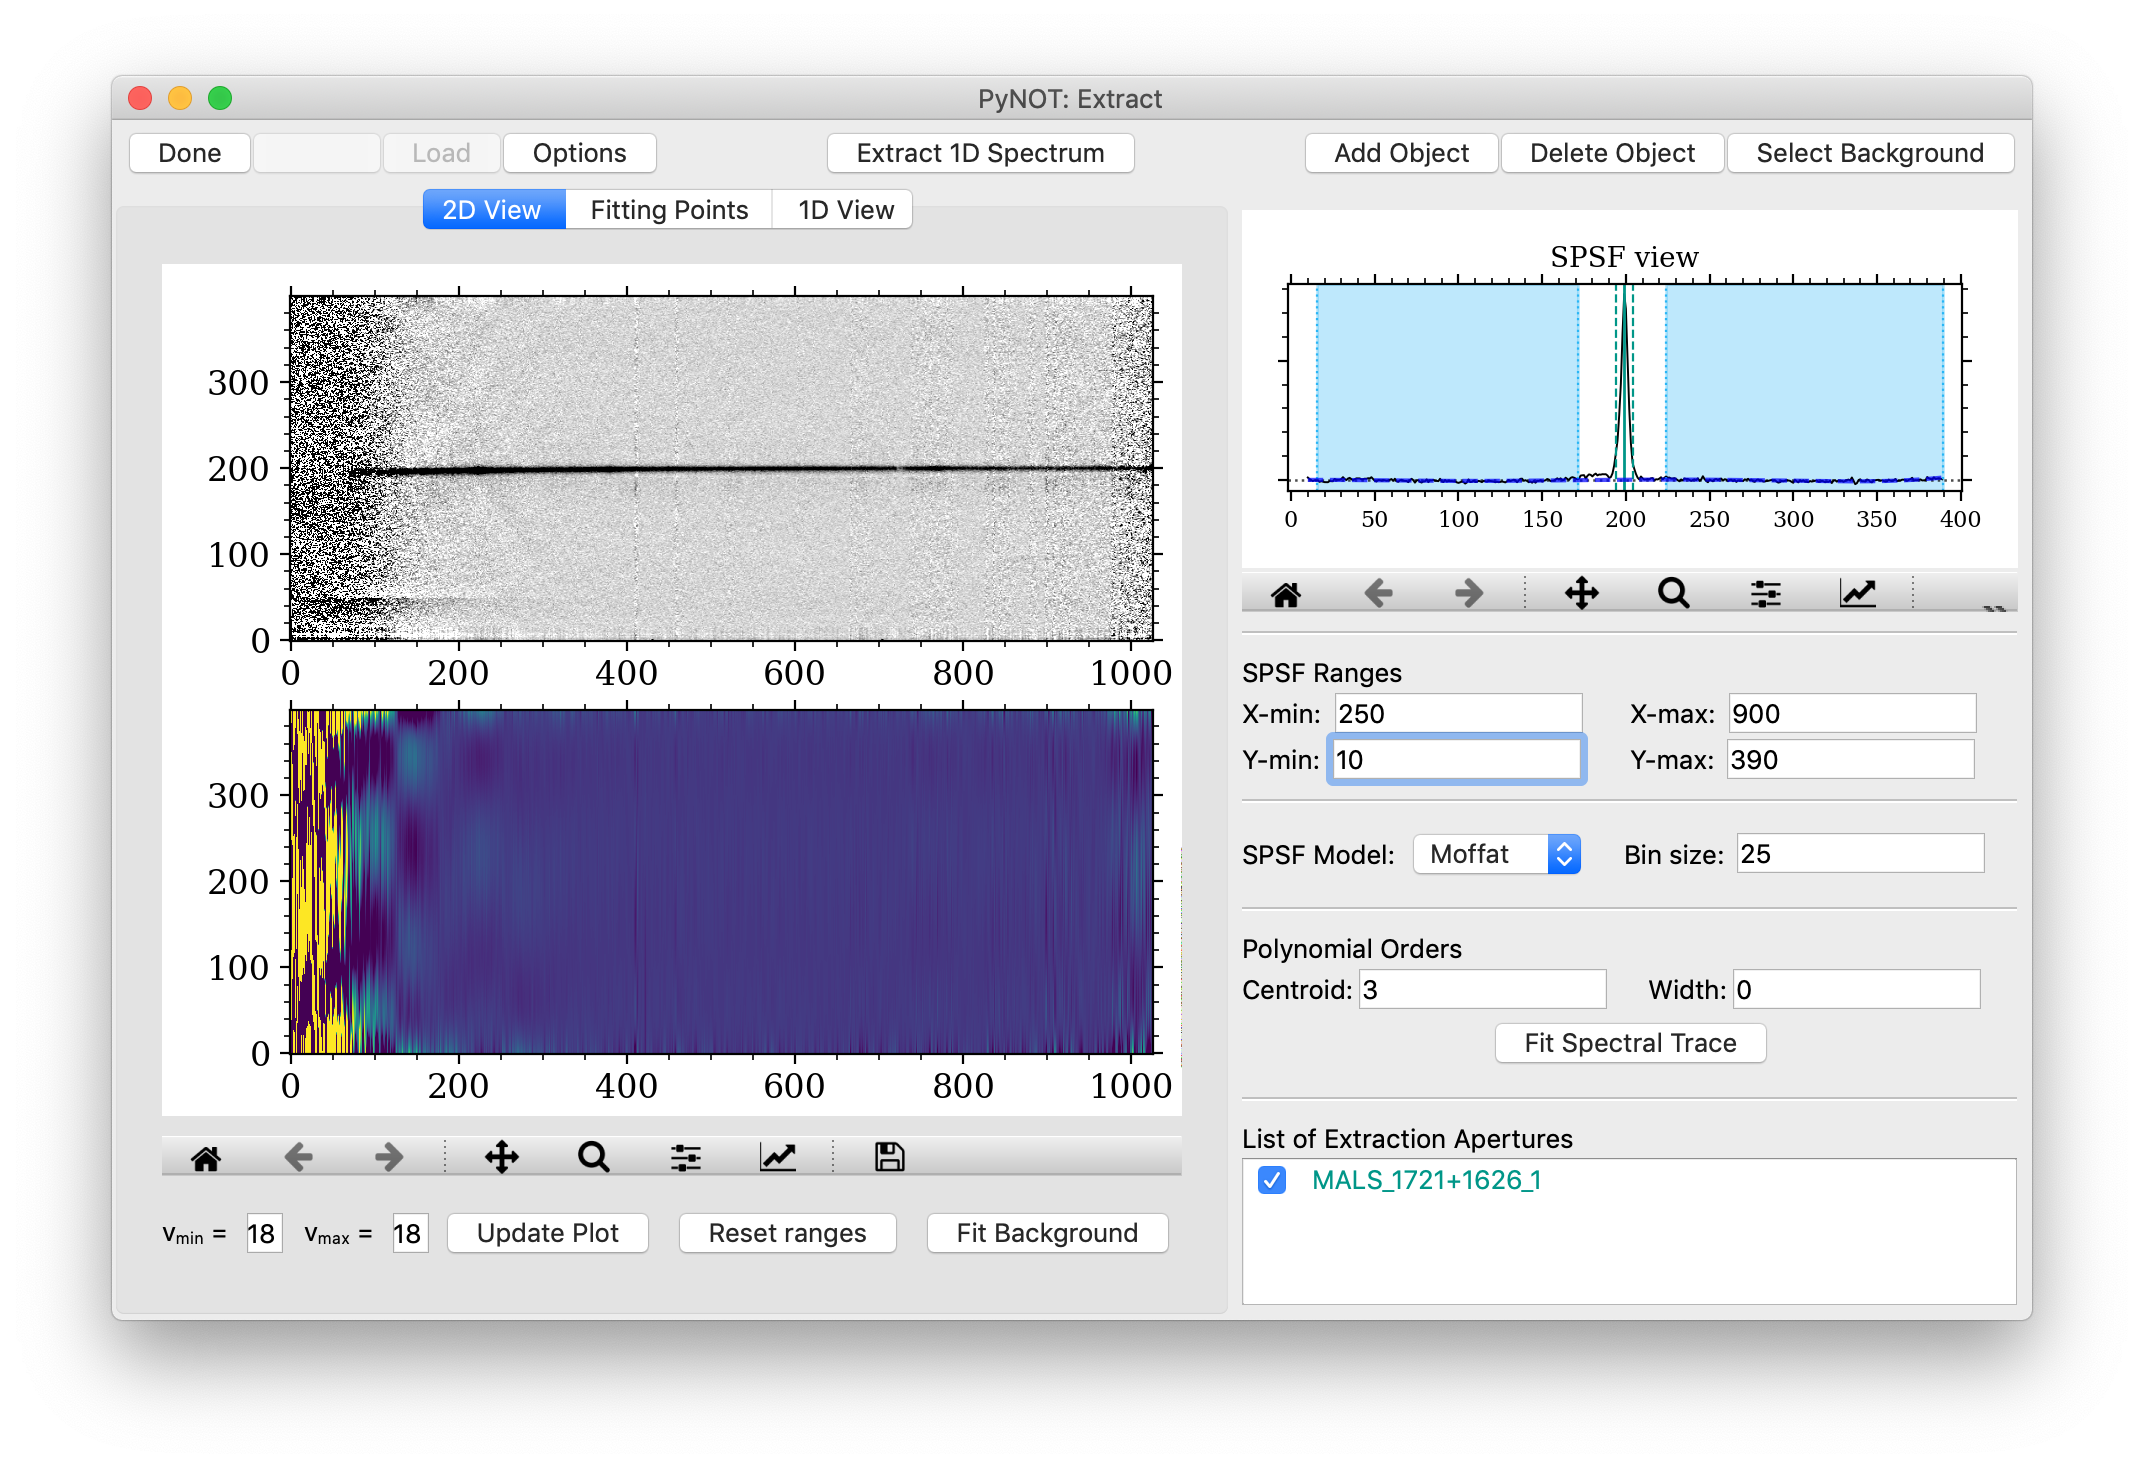 PyNOT: Extract
Done Load Options Extract 1D Spectrum Add Object Delete Object Select Background
2D View Fitting Points 1D View
300
200
100
0
0 200 400 600 800 1000
300
200
100
0
0 200 400 600 800 1000
vmin = 18 vmax = 18 Update Plot Reset ranges Fit Background
SPSF view
0 50 100 150 200 250 300 350 400
SPSF Ranges
X-min: 250 X-max: 900
Y-min: 10 Y-max: 390
SPSF Model: Moffat Bin size: 25
Polynomial Orders
Centroid: 3 Width: 0
Fit Spectral Trace
List of Extraction Apertures
MALS_1721+1626_1